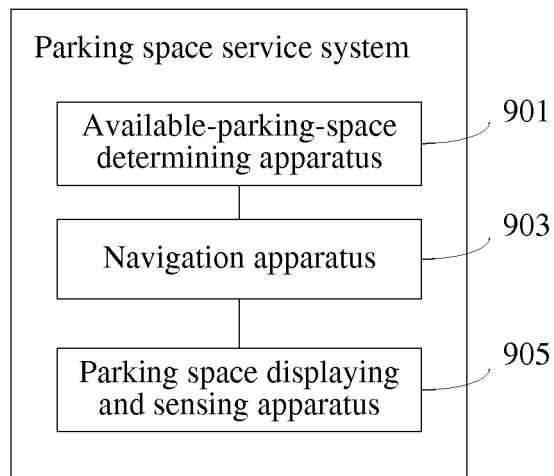 Parking space service system
Available-parking-space
determining apparatus
901
Navigation apparatus
903
Parking space displaying
and sensing apparatus
905